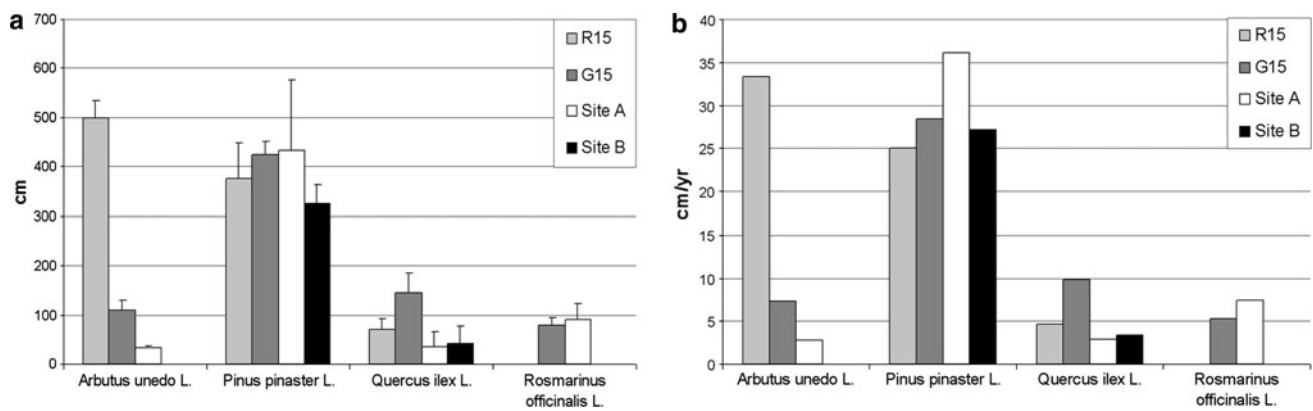 a
700
600
500
400
300
200
100
0
cm
R15
G15
Site A
Site B
Arbutus unedo L.
Pinus pinaster L.
Quercus ilex L.
Rosmarinus
officinalis L.
b
40
35
30
25
20
15
10
5
0
cm/yr
R15
G15
Site A
Site B
Arbutus unedo L.
Pinus pinaster L.
Quercus ilex L.
Rosmarinus
officinalis L.